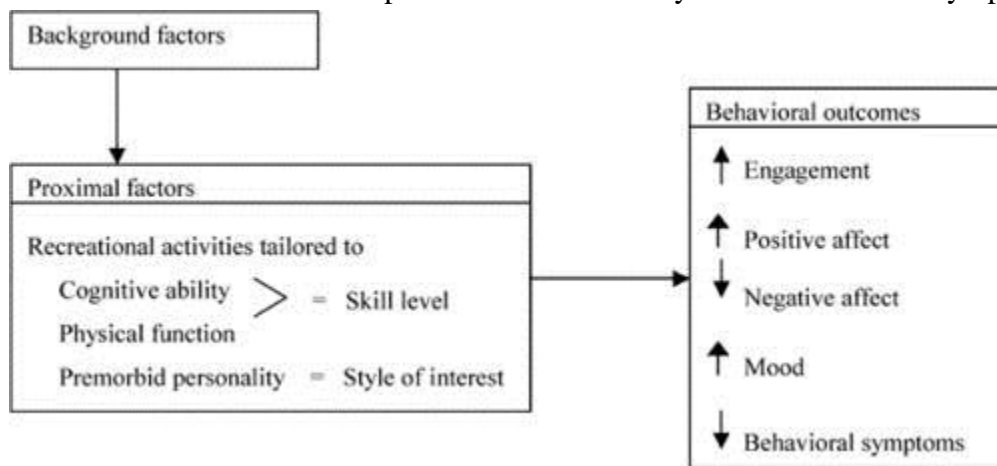 Background factors
Proximal factors
Recreational activities tailored to
Cognitive ability
> = Skill level
Physical function
Premorbid personality = Style of interest
Behavioral outcomes
↑ Engagement
↑ Positive affect
↓ Negative affect
↑ Mood
↓ Behavioral symptoms